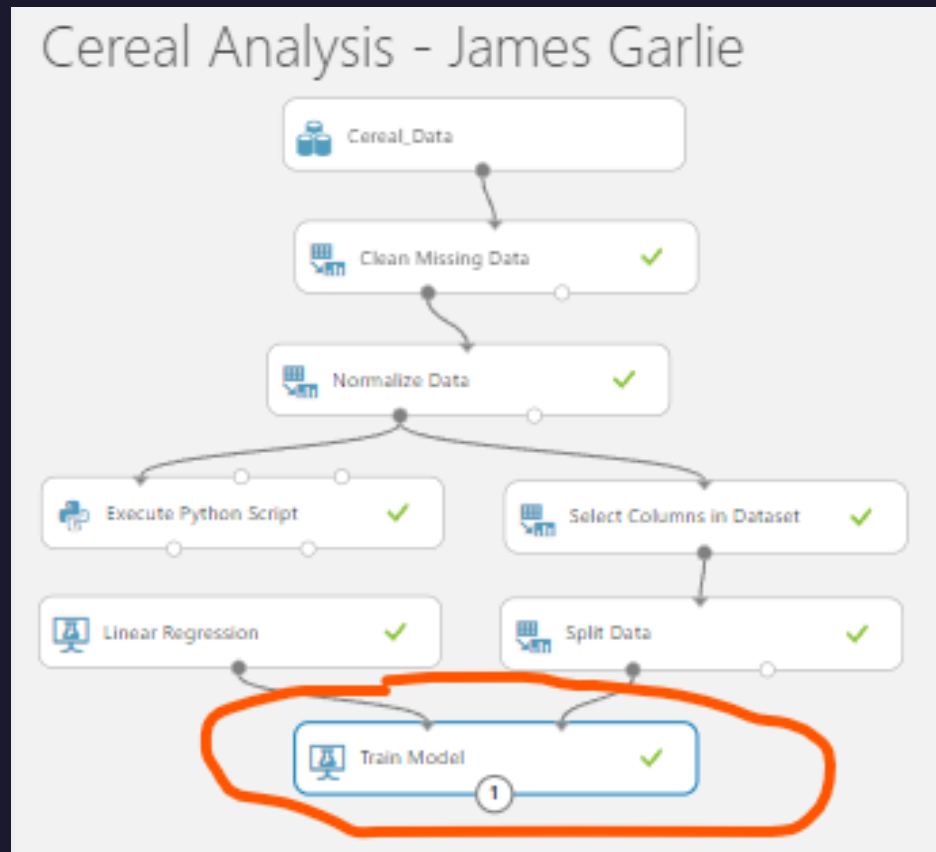 Cereal Analysis - James Garlie
Cereal_Data
Clean Missing Data
Normalize Data
Execute Python Script
Select Columns in Dataset
Linear Regression
Split Data
Train Model
1